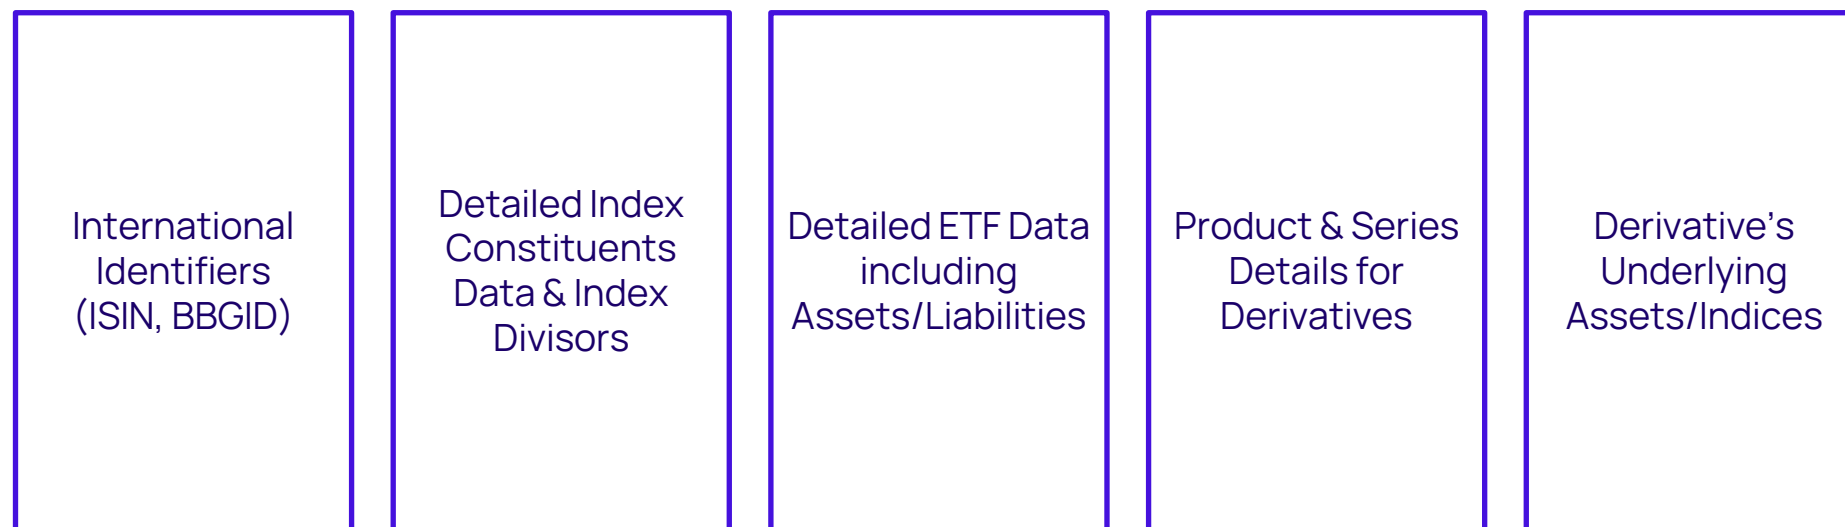 International
Identifiers
(ISIN, BBGID)
Detailed Index
Constituents
Data & Index
Divisors
Detailed ETF Data
including
Assets/Liabilities
Product & Series
Details for
Derivatives
Derivative’s
Underlying
Assets/Indices